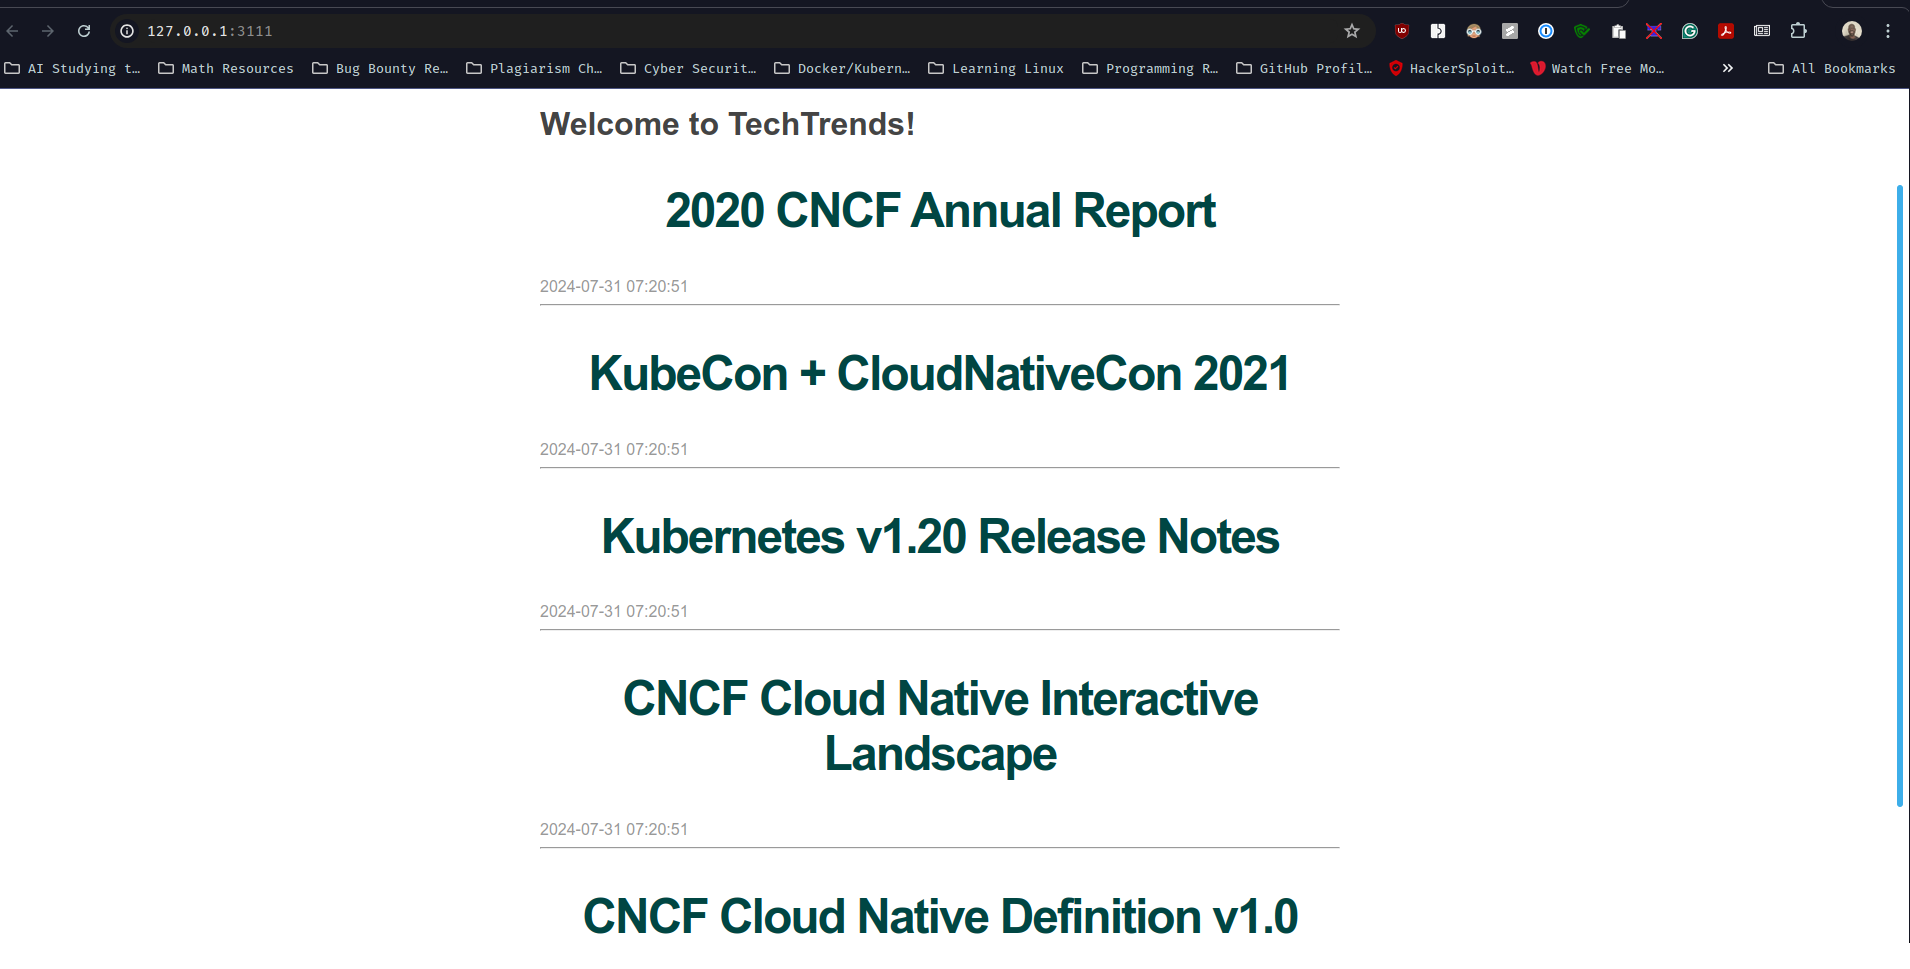 127.0.0.1:3111
AI Studying t… Math Resources Bug Bounty Re… Plagiarism Ch… Cyber Securit… Docker/Kubern… Learning Linux Programming R… GitHub Profil… HackerSploit… Watch Free Mo… » All Bookmarks
Welcome to TechTrends!
2020 CNCF Annual Report
2024-07-31 07:20:51
KubeCon + CloudNativeCon 2021
2024-07-31 07:20:51
Kubernetes v1.20 Release Notes
2024-07-31 07:20:51
CNCF Cloud Native Interactive
Landscape
2024-07-31 07:20:51
CNCF Cloud Native Definition v1.0